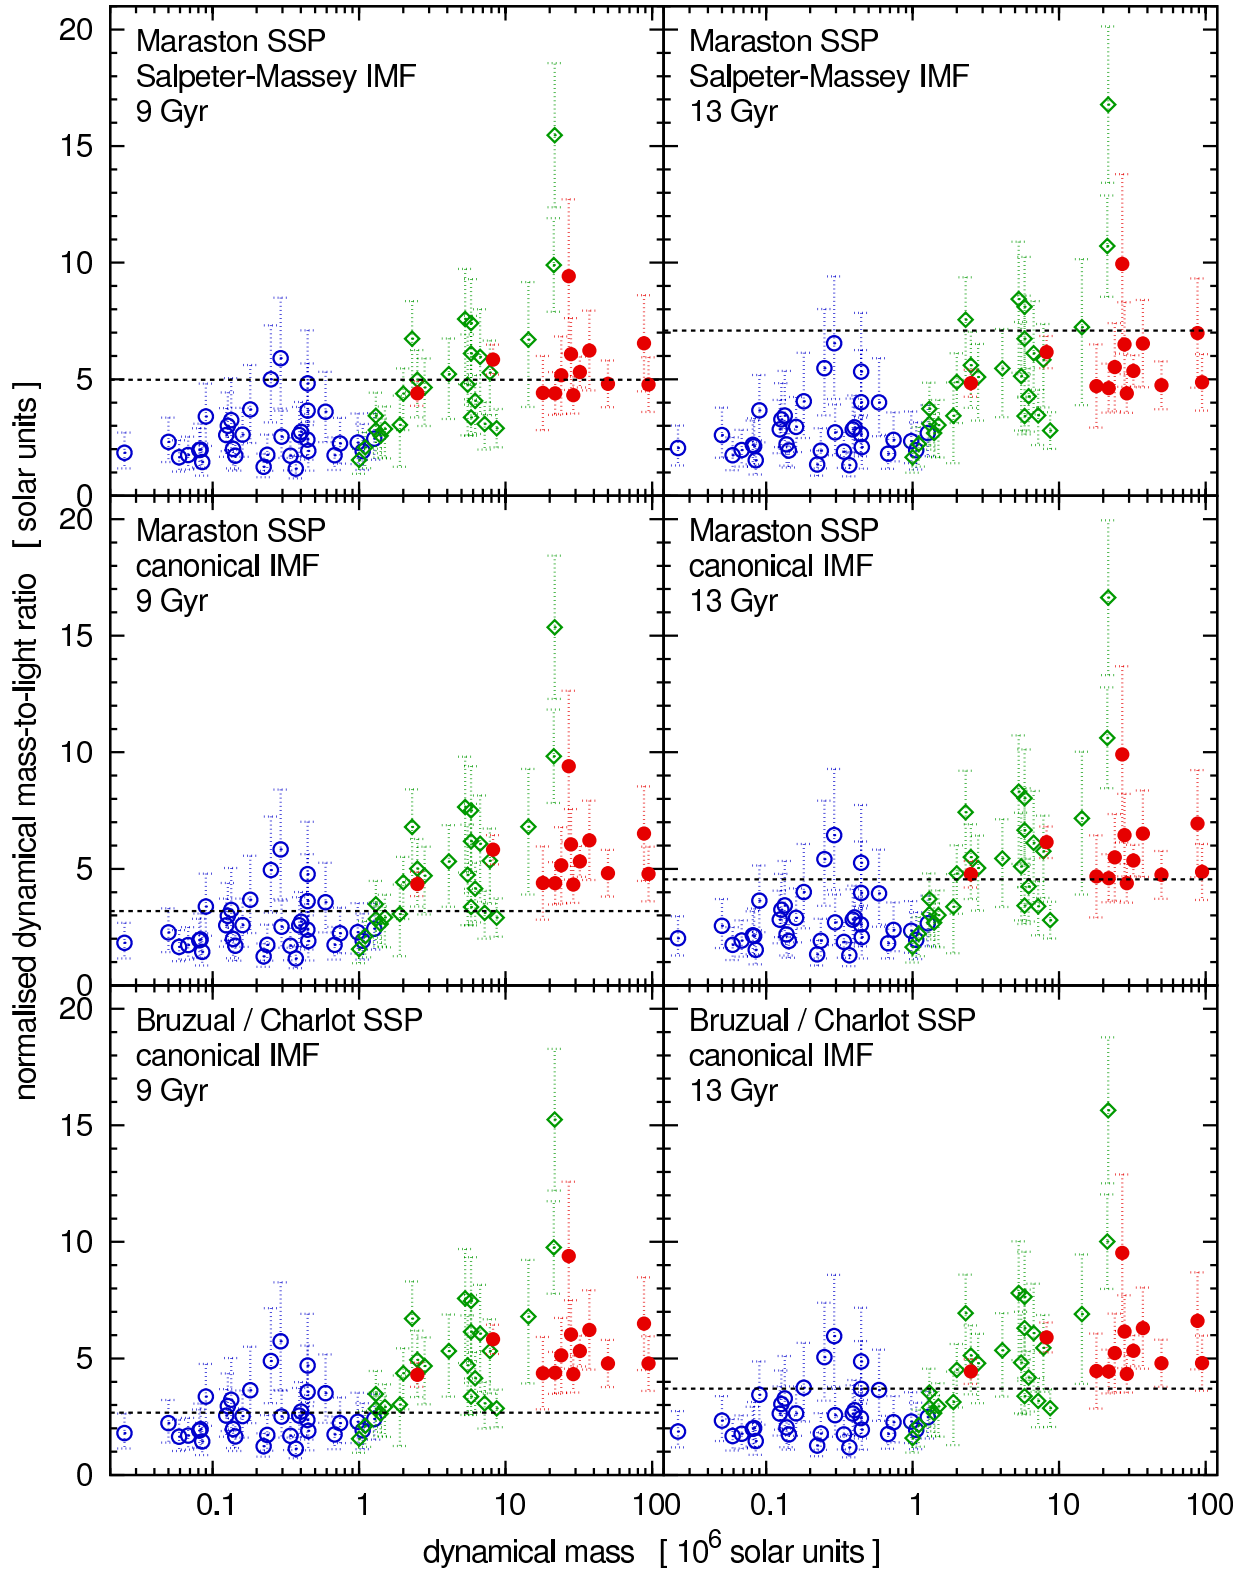 20
Maraston SSP
Salpeter-Massey IMF
9 Gyr
Maraston SSP
Salpeter-Massey IMF
13 Gyr
15
10
5
0
20
Maraston SSP
canonical IMF
9 Gyr
Maraston SSP
canonical IMF
13 Gyr
15
10
5
0
20
Bruzual / Charlot SSP
canonical IMF
9 Gyr
Bruzual / Charlot SSP
canonical IMF
13 Gyr
15
10
5
0
0.1 1 10 100 0.1 1 10 100
normalised dynamical mass-to-light ratio [ solar units ]
dynamical mass [ 10⁶ solar units ]